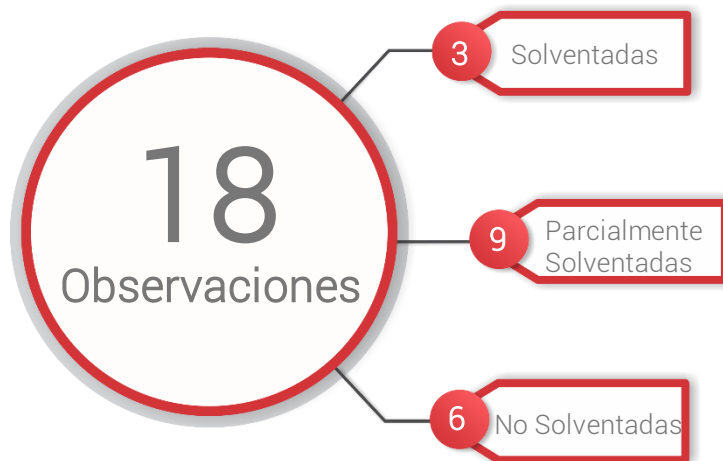 18
Observaciones
3
Solventadas
9
Parcialmente
Solventadas
6
No Solventadas